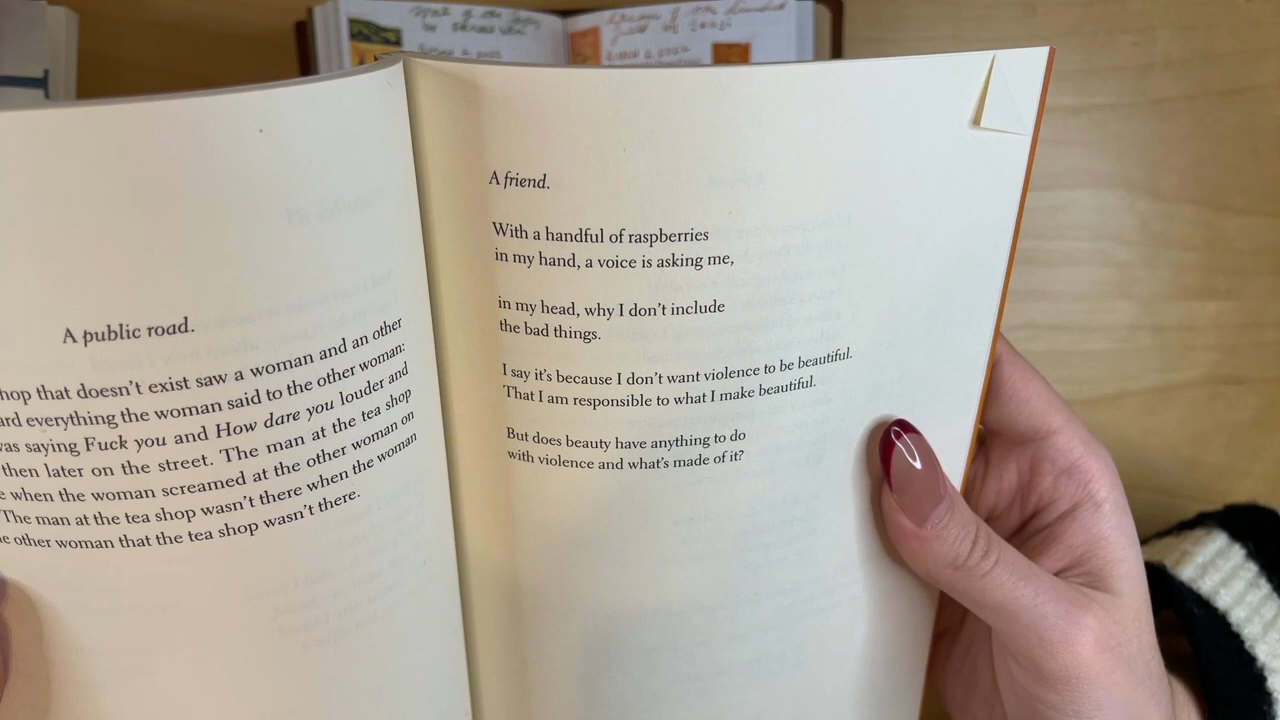 A public road.
hop that doesn't exist saw a woman and an other
ard everything the woman said to the other woman:
was saying Fuck you and How dare you louder and
then later on the street. The man at the tea shop
e when the woman screamed at the other woman on
The man at the tea shop wasn't there when the woman
e other woman that the tea shop wasn't there.
A friend.
With a handful of raspberries
in my hand, a voice is asking me,
in my head, why I don't include
the bad things.
I say it's because I don't want violence to be beautiful.
That I am responsible to what I make beautiful.
But does beauty have anything to do
with violence and what's made of it?